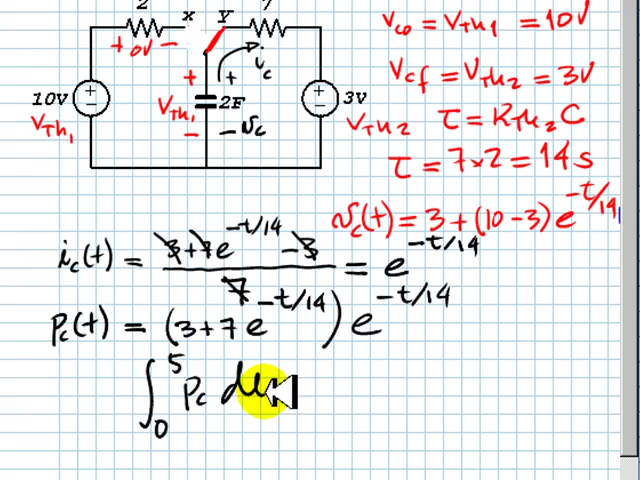 2 x y 7
+ 0V −
10V
V_Th1
+
V_Th1
−
+
2F
− v_c
i_c
3V
V_Th2
V_co = V_Th1 = 10V
V_cf = V_Th2 = 3V
τ = R_Th2 C
τ = 7×2 = 14 s
v_c(t) = 3 + (10−3) e^{−t/14}
i_c(t) = (3+7e^{−t/14} −3) / 7 = e^{−t/14}
p_c(t) = (3+7e^{−t/14}) e^{−t/14}
∫_0^5 P_c